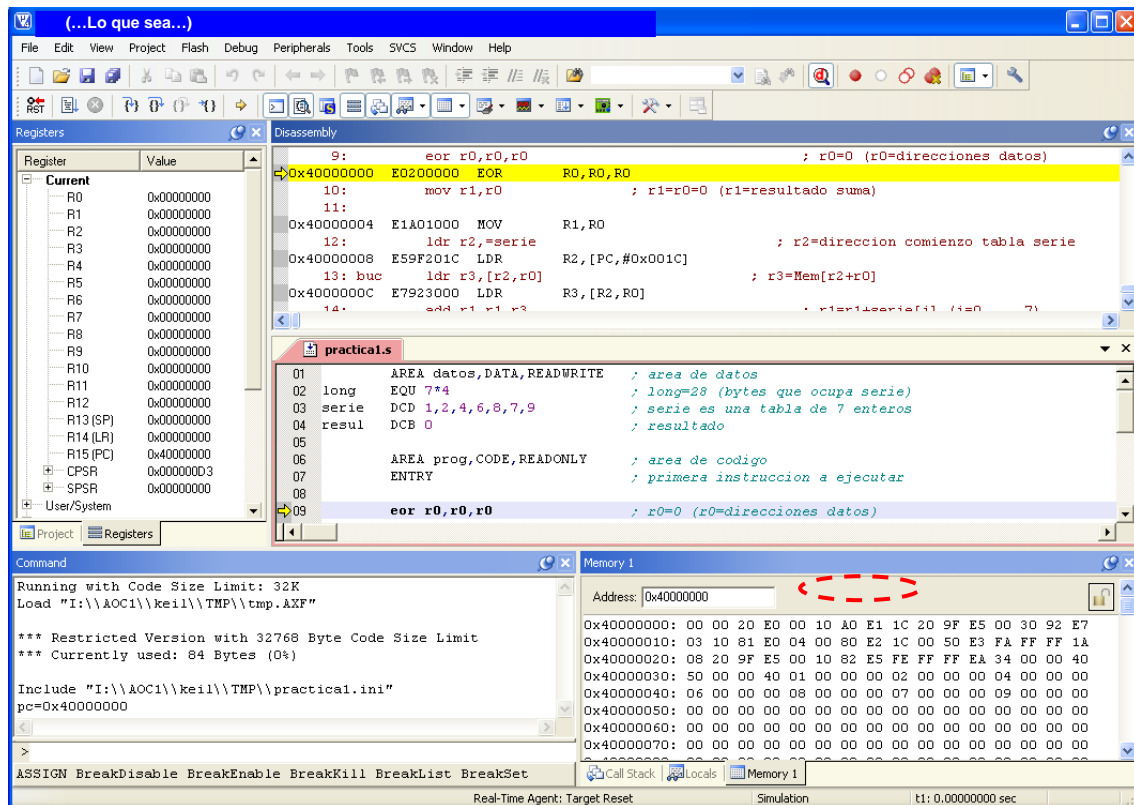 (…Lo que sea…)
File Edit View Project Flash Debug Peripherals Tools SVCS Window Help
RST
Registers
Register Value
Current
R0 0x00000000
R1 0x00000000
R2 0x00000000
R3 0x00000000
R4 0x00000000
R5 0x00000000
R6 0x00000000
R7 0x00000000
R8 0x00000000
R9 0x00000000
R10 0x00000000
R11 0x00000000
R12 0x00000000
R13 (SP) 0x00000000
R14 (LR) 0x00000000
R15 (PC) 0x40000000
CPSR 0x000000D3
SPSR 0x00000000
User/System
Project Registers
Disassembly
9: eor r0,r0,r0 ; r0=0 (r0=direcciones datos)
0x40000000 E0200000 EOR R0,R0,R0
10: mov r1,r0 ; r1=r0=0 (r1=resultado suma)
11:
0x40000004 E1A01000 MOV R1,R0
12: ldr r2,=serie ; r2=direccion comienzo tabla serie
0x40000008 E59F201C LDR R2,[PC,#0x001C]
13: buc ldr r3,[r2,r0] ; r3=Mem[r2+r0]
0x4000000C E7923000 LDR R3,[R2,R0]
14: add r1,r1,r3 ; r1=r1+serie[i] (i=0 7)
practica1.s
01 AREA datos,DATA,READWRITE ; area de datos
02 long EQU 7*4 ; long=28 (bytes que ocupa serie)
03 serie DCD 1,2,4,6,8,7,9 ; serie es una tabla de 7 enteros
04 resul DCB 0 ; resultado
05
06 AREA prog,CODE,READONLY ; area de codigo
07 ENTRY ; primera instruccion a ejecutar
08
09 eor r0,r0,r0 ; r0=0 (r0=direcciones datos)
Command
Running with Code Size Limit: 32K
Load "I:\\AOC1\\keil\\TMP\\tmp.AXF"
*** Restricted Version with 32768 Byte Code Size Limit
*** Currently used: 84 Bytes (0%)
Include "I:\\AOC1\\keil\\TMP\\practica1.ini"
pc=0x40000000
>
ASSIGN BreakDisable BreakEnable BreakKill BreakList BreakSet
Memory 1
Address: 0x40000000
0x40000000: 00 00 20 E0 00 10 A0 E1 1C 20 9F E5 00 30 92 E7
0x40000010: 03 10 81 E0 04 00 80 E2 1C 00 50 E3 FA FF FF 1A
0x40000020: 08 20 9F E5 00 10 82 E5 FE FF FF EA 34 00 00 40
0x40000030: 50 00 00 40 01 00 00 00 02 00 00 00 04 00 00 00
0x40000040: 06 00 00 00 08 00 00 00 07 00 00 00 09 00 00 00
0x40000050: 00 00 00 00 00 00 00 00 00 00 00 00 00 00 00 00
0x40000060: 00 00 00 00 00 00 00 00 00 00 00 00 00 00 00 00
0x40000070: 00 00 00 00 00 00 00 00 00 00 00 00 00 00 00 00
Call Stack Locals Memory 1
Real-Time Agent: Target Reset Simulation t1: 0.00000000 sec